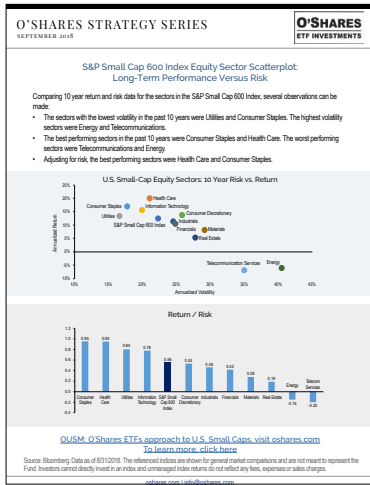 O'SHARES STRATEGY SERIES
SEPTEMBER 2018
O'SHARES
ETF INVESTMENTS
S&P Small Cap 600 Index Equity Sector Scatterplot:
Long-Term Performance Versus Risk
Comparing 10 year return and risk data for the sectors in the S&P Small Cap 600 Index, several observations can be
made:
• The sectors with the lowest volatility in the past 10 years were Utilities and Consumer Staples. The highest volatility
sectors were Energy and Telecommunications.
• The best performing sectors in the past 10 years were Consumer Staples and Health Care. The worst performing
sectors were Telecommunications and Energy.
• Adjusting for risk, the best performing sectors were Health Care and Consumer Staples.
U.S. Small-Cap Equity Sectors: 10 Year Risk vs. Return
Annualized Return
20%
15%
10%
5%
0%
-5%
-10%
Health Care
Consumer Staples
Information Technology
Utilities
Consumer Discretionary
S&P Small Cap 600 Index
Industrials
Financials
Materials
Real Estate
Telecommunication Services
Energy
10% 15% 20% 25% 30% 35% 40% 45%
Annualized Volatility
Return / Risk
1.2
1.0
0.8
0.6
0.4
0.2
0.0
-0.2
-0.4
0.95 0.95 0.80 0.78 0.56 0.53 0.46 0.42 0.28 0.19 -0.15 -0.20
Consumer Staples
Health Care
Utilities
Information Technology
S&P Small Cap 600 Index
Consumer Discretionary
Industrials
Financials
Materials
Real Estate
Energy
Telecom Services
OUSM: O'Shares ETFs approach to U.S. Small Caps, visit oshares.com
To learn more, click here
Source: Bloomberg. Data as of 8/31/2018. The referenced indices are shown for general market comparisons and are not meant to represent the
Fund. Investors cannot directly invest in an index and unmanaged index returns do not reflect any fees, expenses or sales charges.
oshares.com | info@oshares.com